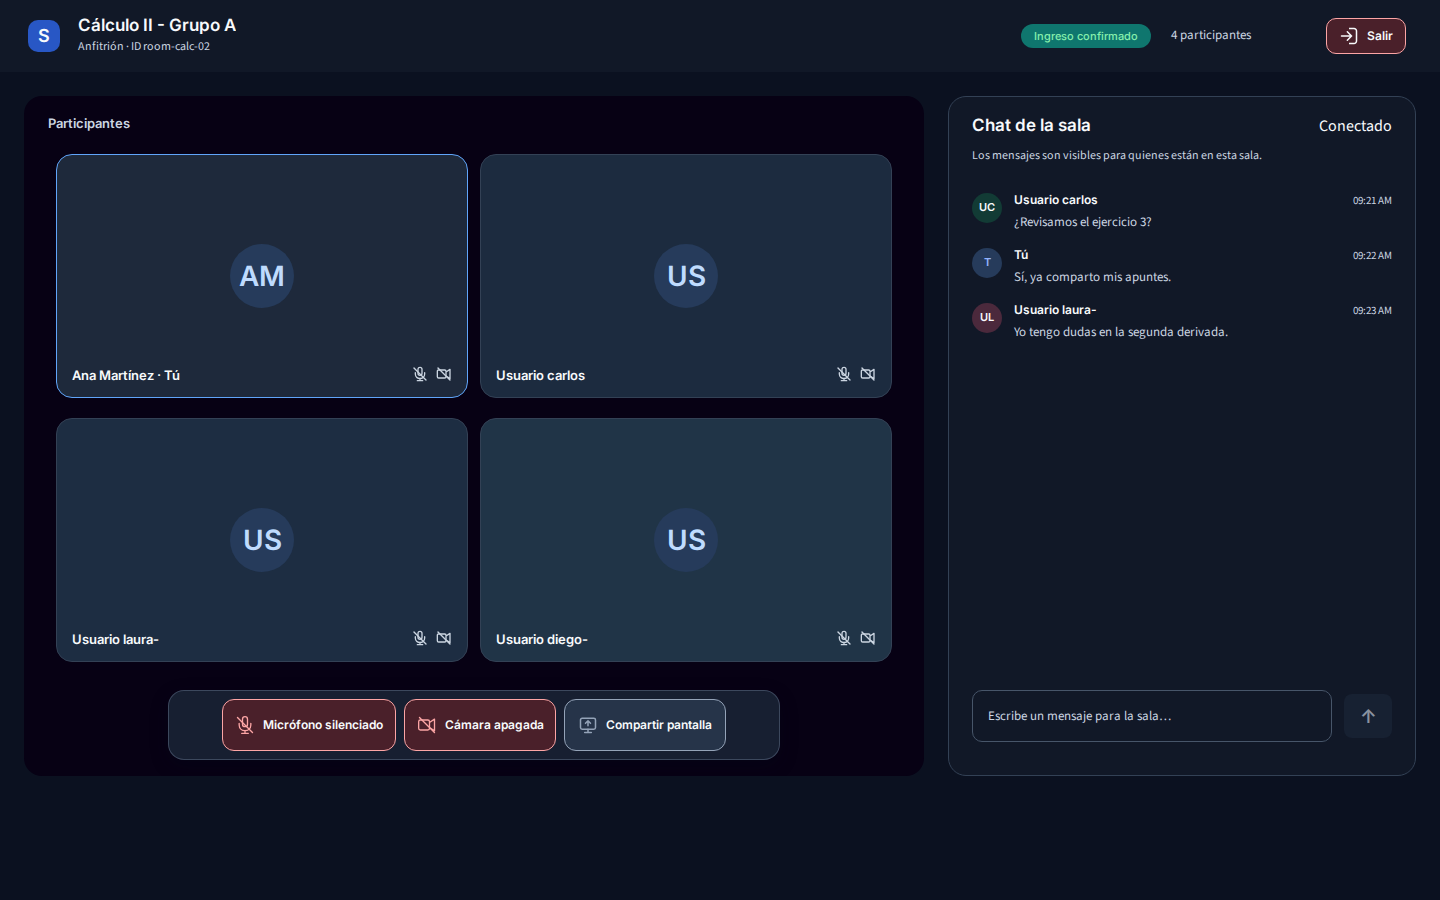 S
Cálculo II - Grupo A
Anfitrión · ID room-calc-02
Ingreso confirmado
4 participantes
Salir
Participantes
AM
Ana Martínez · Tú
US
Usuario carlos
US
Usuario laura-
US
Usuario diego-
Micrófono silenciado
Cámara apagada
Compartir pantalla
Chat de la sala
Conectado
Los mensajes son visibles para quienes están en esta sala.
UC
Usuario carlos
09:21 AM
¿Revisamos el ejercicio 3?
T
Tú
09:22 AM
Sí, ya comparto mis apuntes.
UL
Usuario laura-
09:23 AM
Yo tengo dudas en la segunda derivada.
Escribe un mensaje para la sala...